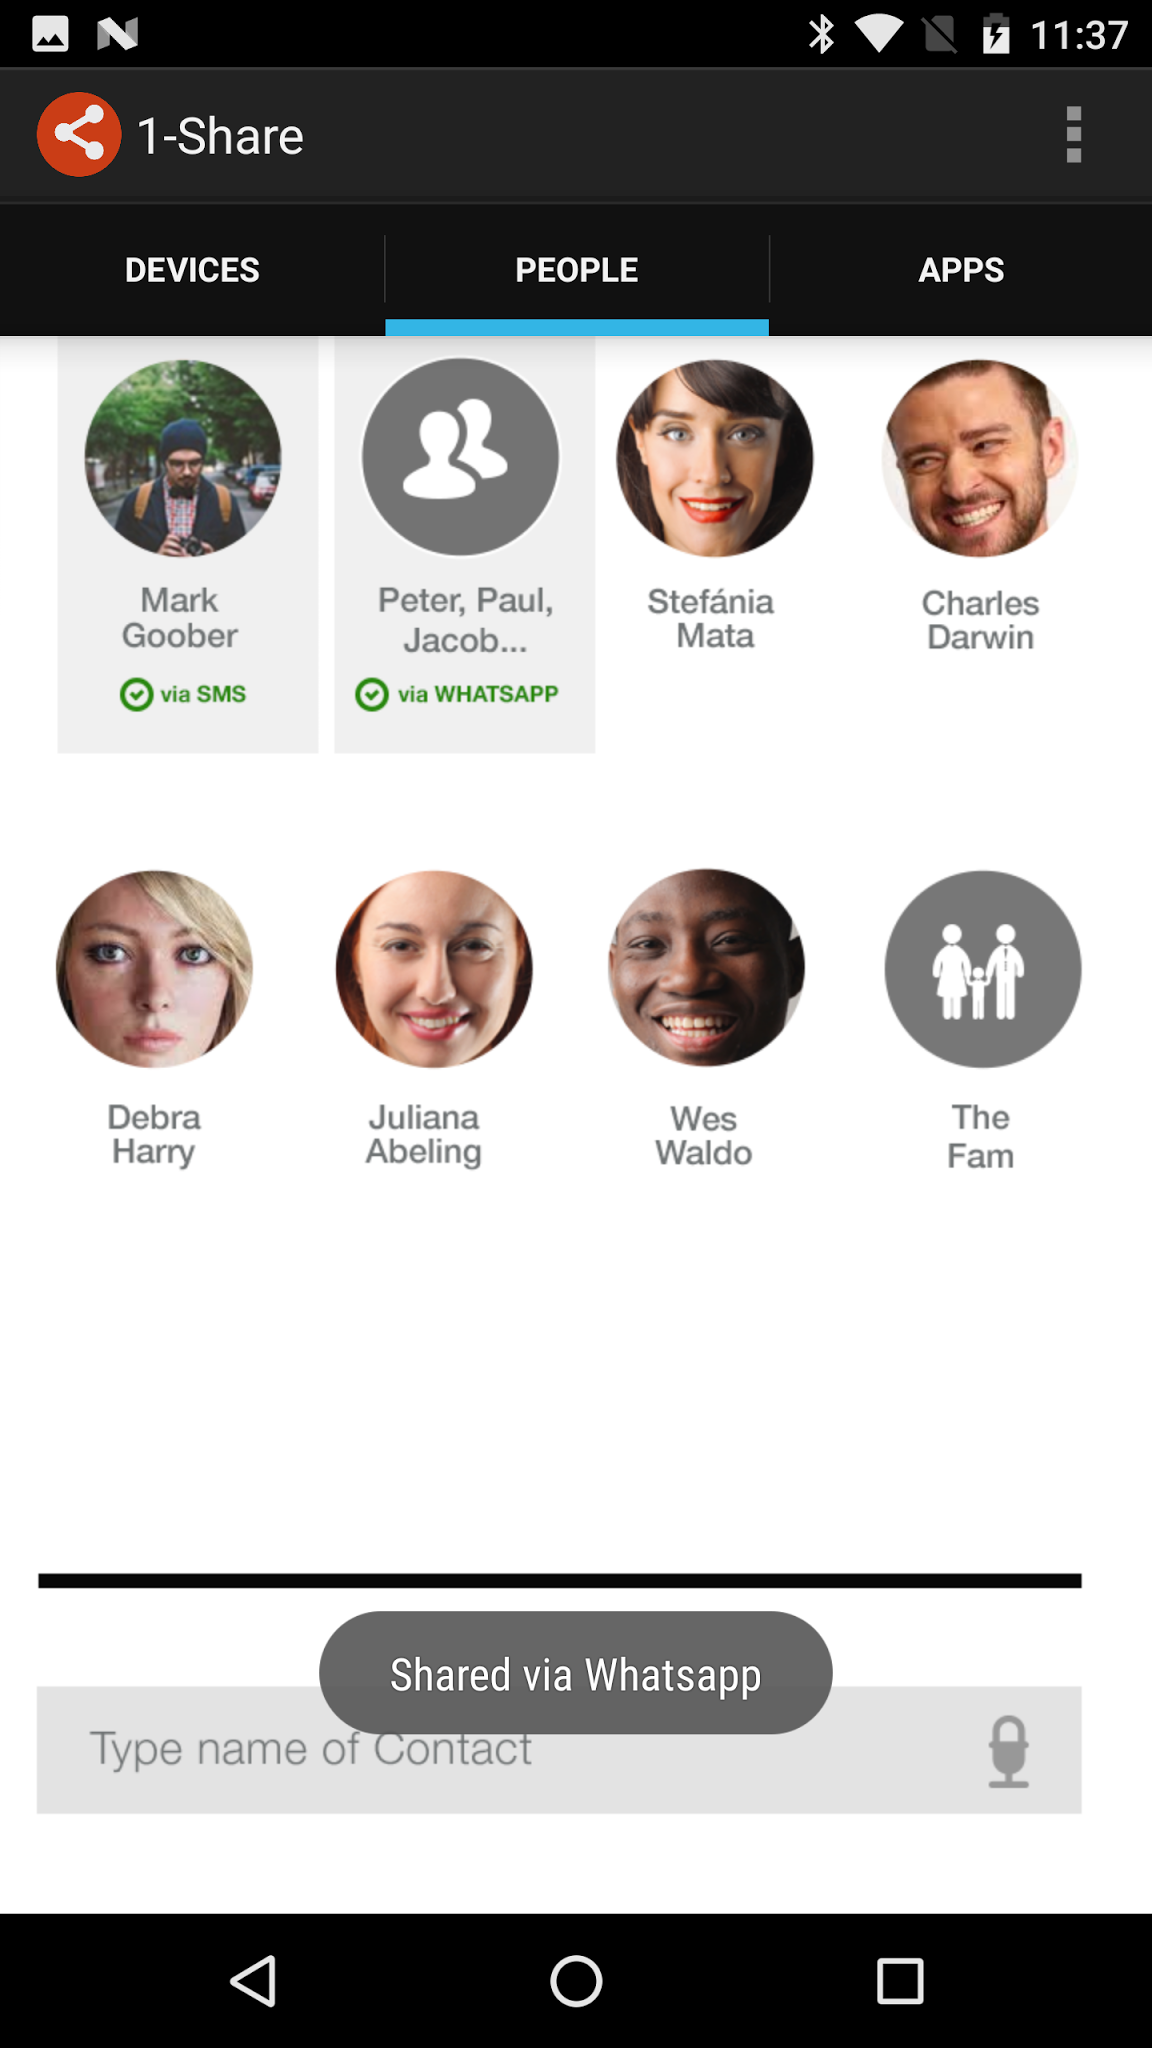 11:37
1-Share
DEVICES
PEOPLE
APPS
Mark
Goober
via SMS
Peter, Paul,
Jacob...
via WHATSAPP
Stefánia
Mata
Charles
Darwin
Debra
Harry
Juliana
Abeling
Wes
Waldo
The
Fam
Shared via Whatsapp
Type name of Contact